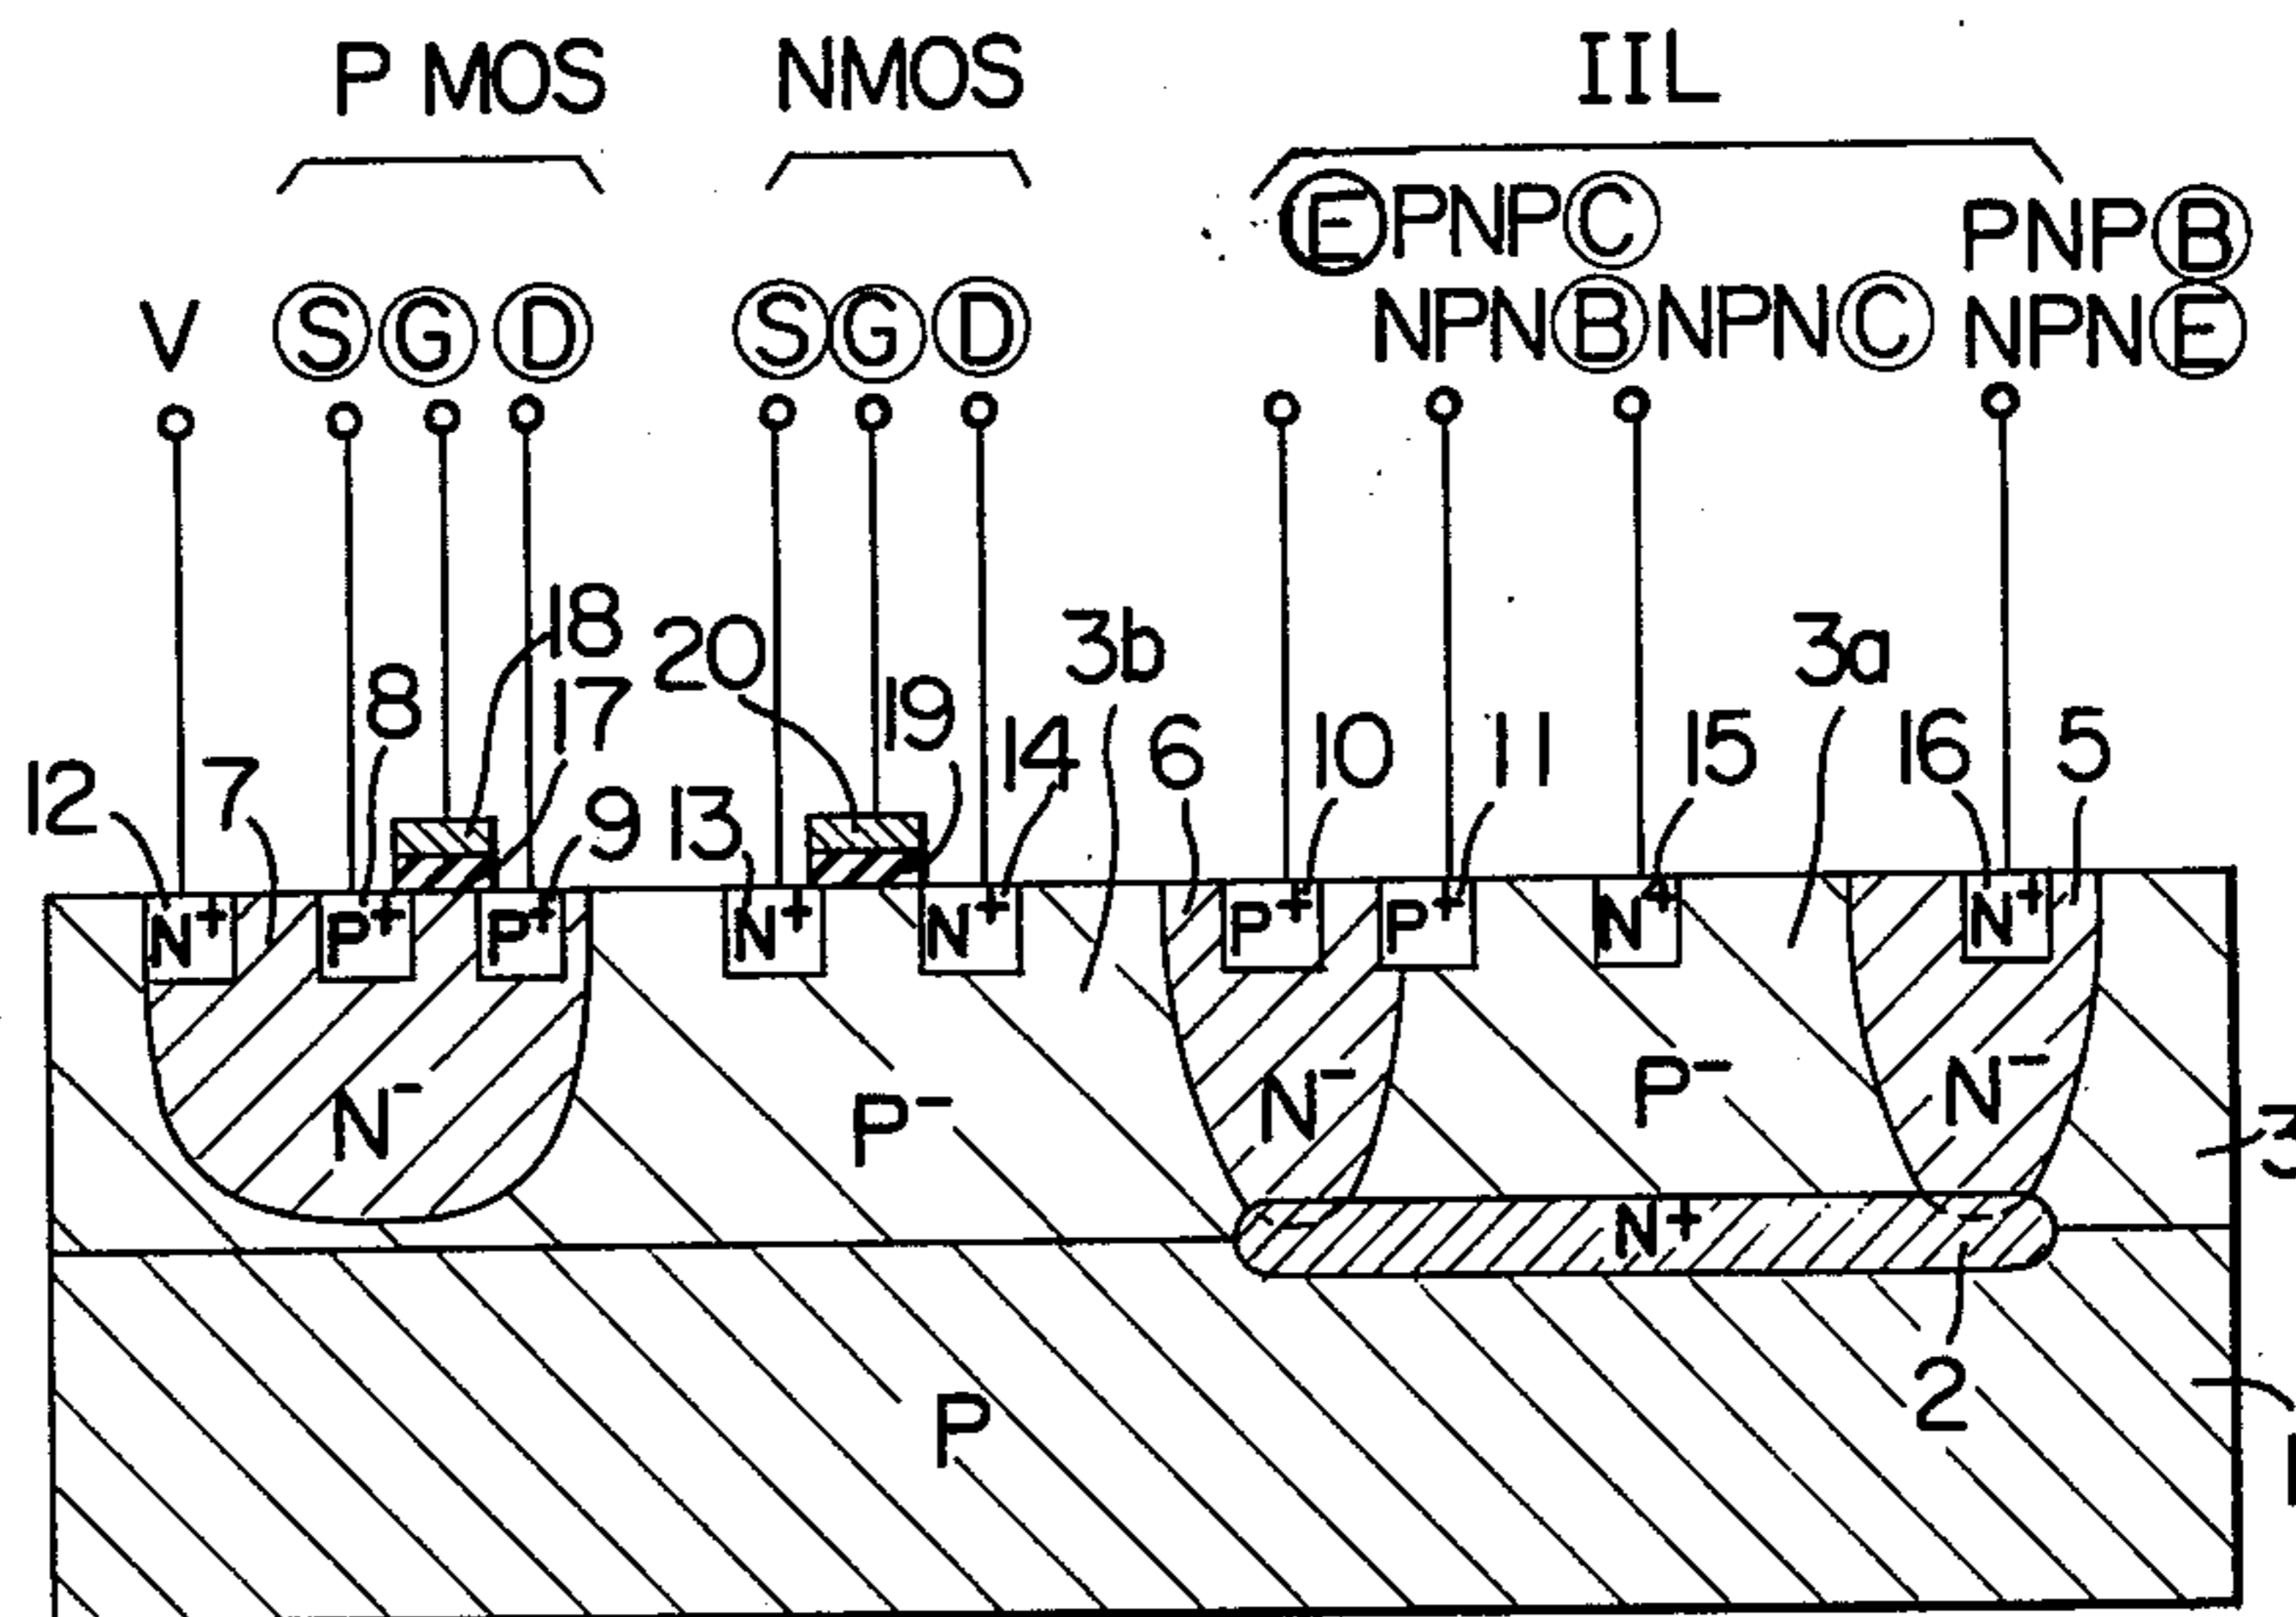 P MOS NMOS IIL
E PNP C PNP B
V S G D S G D NPN B NPN C NPN E
18
20 3b 3a
8 17 19 14 6 10 11 15 16 5
12 7 9 13
N+ P+ P+ N+ N+ P+ P+ N+ N+
N- P- N- P- N- 3
N+
P 2 1